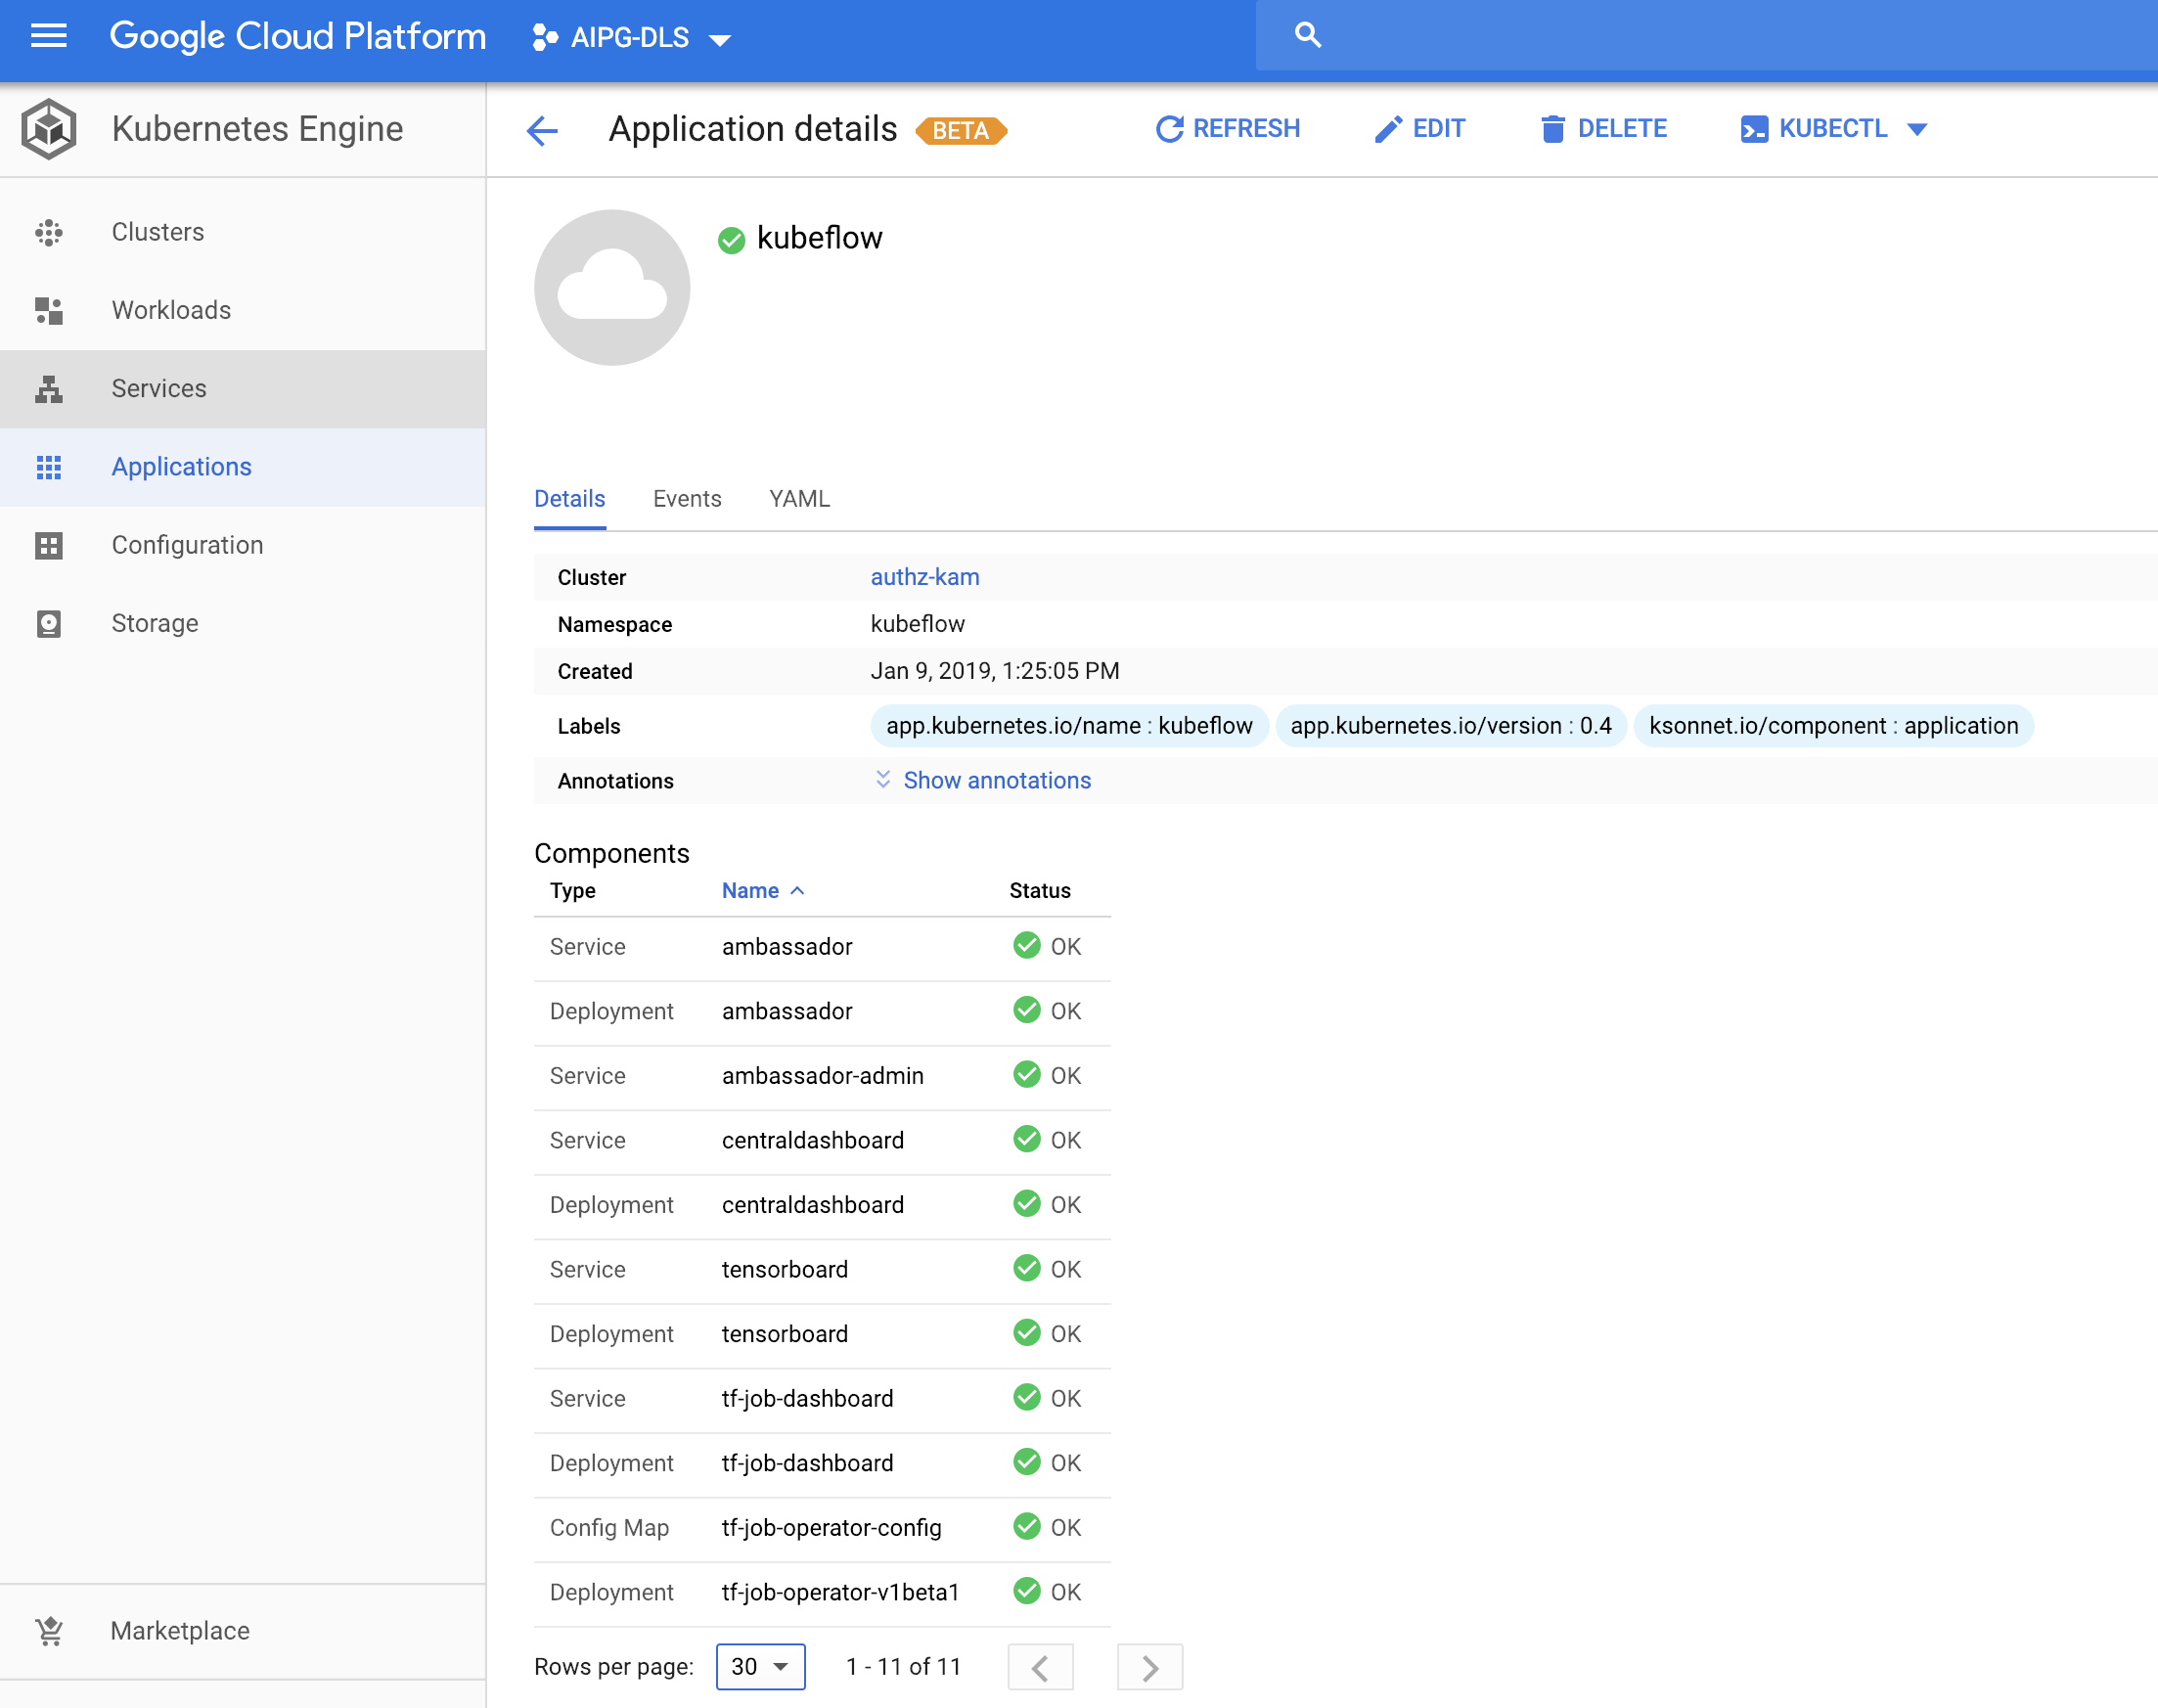 Google Cloud Platform AIPG-DLS
Kubernetes Engine
Application details BETA REFRESH EDIT DELETE KUBECTL
Clusters
Workloads
Services
Applications
Configuration
Storage
Marketplace
kubeflow
Details Events YAML
Cluster authz-kam
Namespace kubeflow
Created Jan 9, 2019, 1:25:05 PM
Labels app.kubernetes.io/name : kubeflow app.kubernetes.io/version : 0.4 ksonnet.io/component : application
Annotations Show annotations
Components
Type Name Status
Service ambassador OK
Deployment ambassador OK
Service ambassador-admin OK
Service centraldashboard OK
Deployment centraldashboard OK
Service tensorboard OK
Deployment tensorboard OK
Service tf-job-dashboard OK
Deployment tf-job-dashboard OK
Config Map tf-job-operator-config OK
Deployment tf-job-operator-v1beta1 OK
Rows per page: 30 1 - 11 of 11